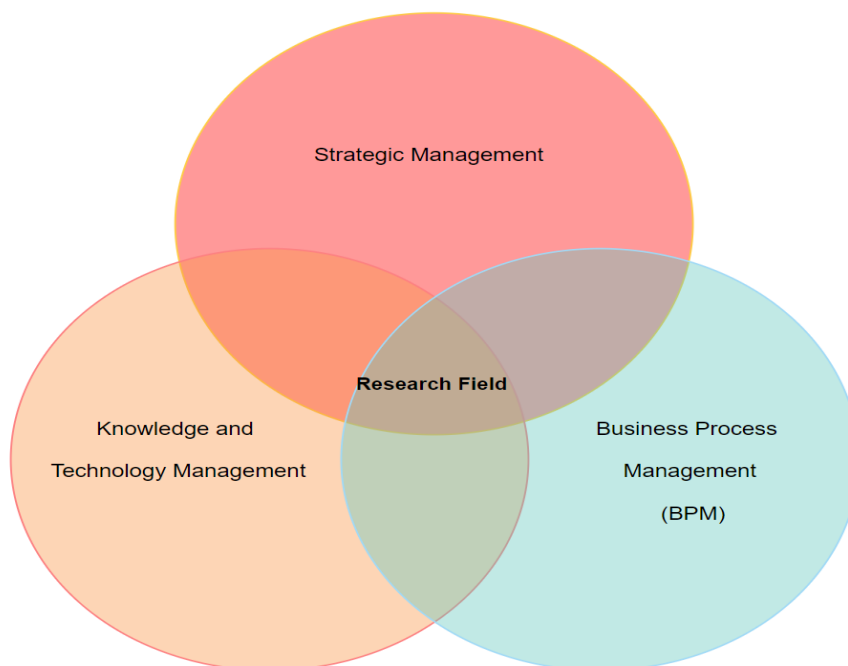 Strategic Management
Research Field
Knowledge and
Technology Management
Business Process
Management
(BPM)